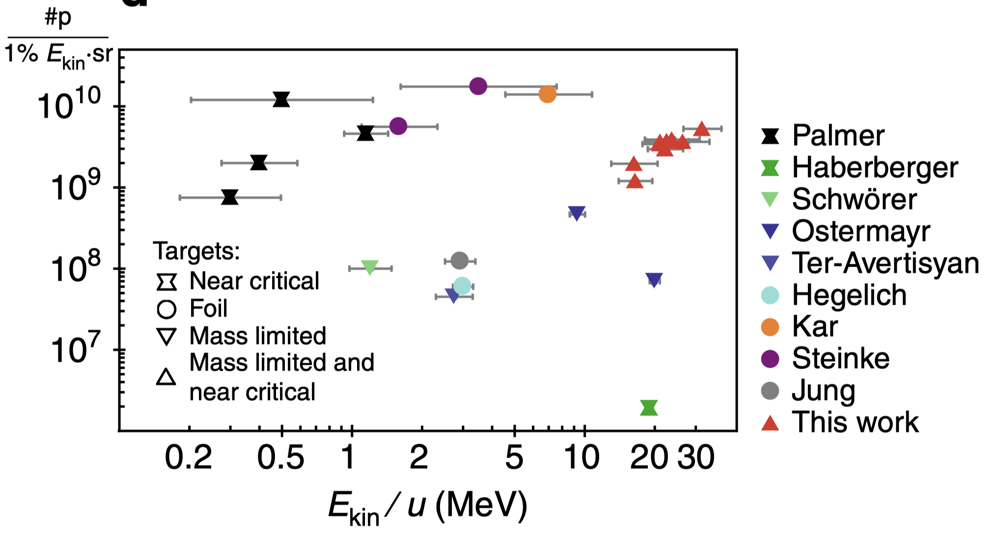 #p
1% Ekin·sr
10^10
10^9
10^8
10^7
Targets:
Near critical
Foil
Mass limited
Mass limited and
near critical
0.2 0.5 1 2 5 10 20 30
Ekin / u (MeV)
Palmer
Haberberger
Schwörer
Ostermayr
Ter-Avertisyan
Hegelich
Kar
Steinke
Jung
This work